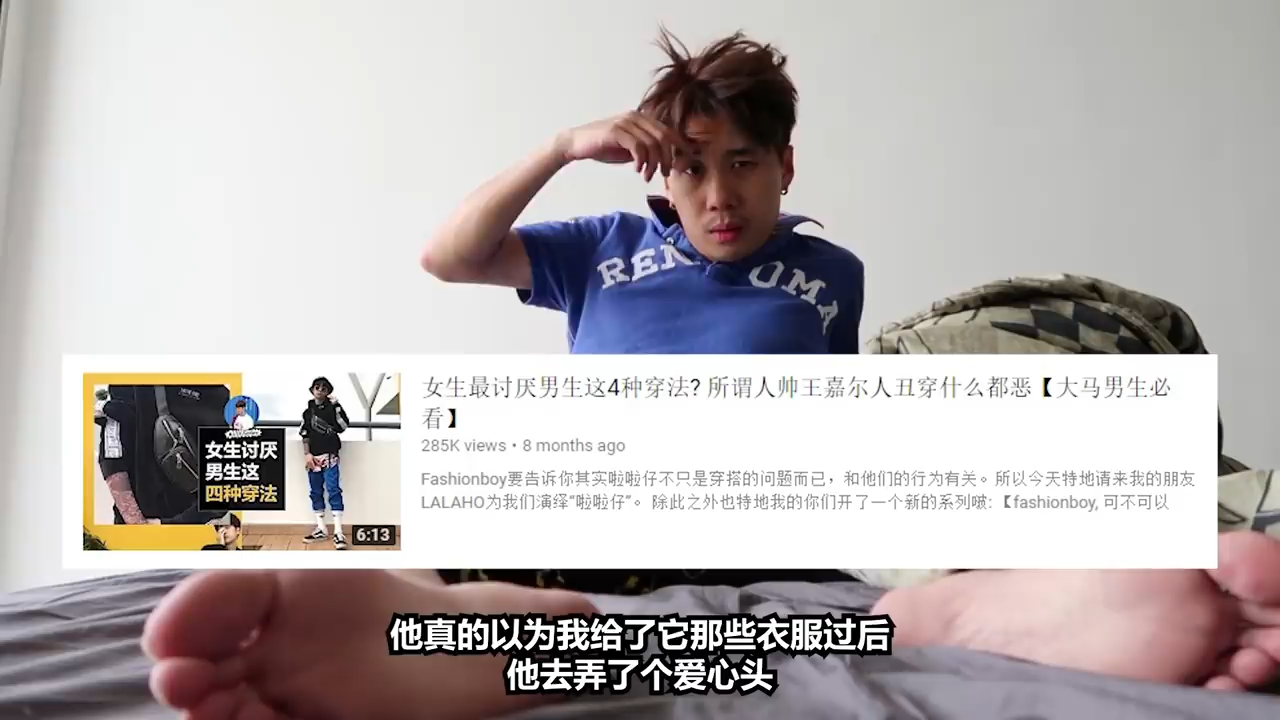 RENOMA
女生最讨厌男生这4种穿法? 所谓人帅王嘉尔人丑穿什么都恶【大马男生必
看】
285K views • 8 months ago
Fashionboy要告诉你其实啦啦仔不只是穿搭的问题而已，和他们的行为有关。所以今天特地请来我的朋友
LALAHO为我们演绎“啦啦仔”。 除此之外也特地我的你们开了一个新的系列啵:【fashionboy, 可不可以
女生讨厌
男生这
四种穿法
6:13
他真的以为我给了它那些衣服过后
他去弄了个爱心头